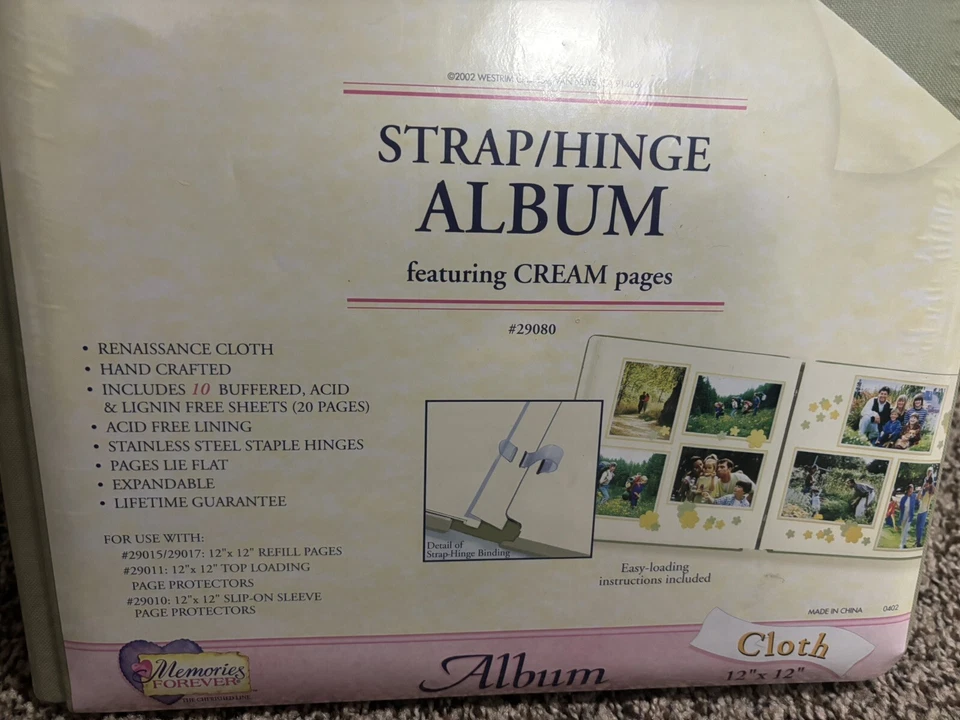 ©2002 WESTRIM VAN NUYS,
STRAP/HINGE
ALBUM
featuring CREAM pages
#29080
• RENAISSANCE CLOTH
• HAND CRAFTED
• INCLUDES 10 BUFFERED, ACID
& LIGNIN FREE SHEETS (20 PAGES)
• ACID FREE LINING
• STAINLESS STEEL STAPLE HINGES
• PAGES LIE FLAT
• EXPANDABLE
• LIFETIME GUARANTEE
FOR USE WITH:
#29015/29017: 12"x 12" REFILL PAGES
#29011: 12"x 12" TOP LOADING
PAGE PROTECTORS
#29010: 12"x 12" SLIP-ON SLEEVE
PAGE PROTECTORS
Detail of
Strap-Hinge Binding
Easy-loading
instructions included
MADE IN CHINA 0402
Memories
FOREVER
Album
Cloth
12"x 12"